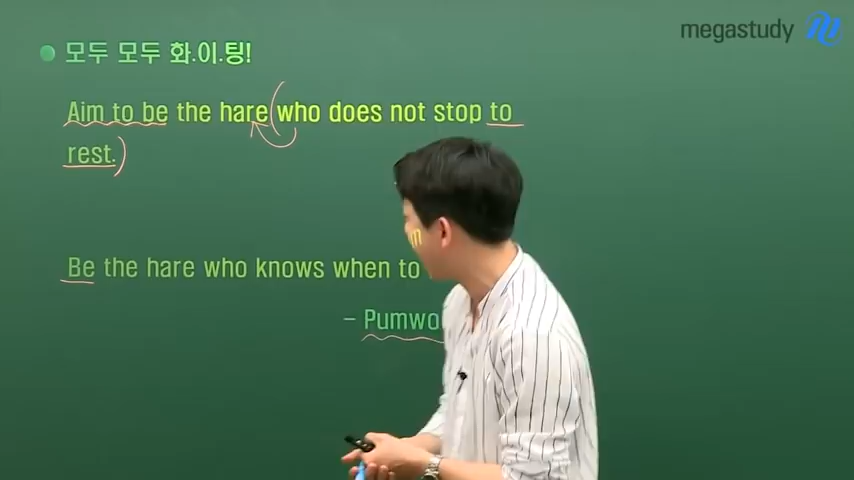 megastudy
모두 모두 화.이.팅!
Aim to be the hare who does not stop to
rest.
Be the hare who knows when to
- Pumwo